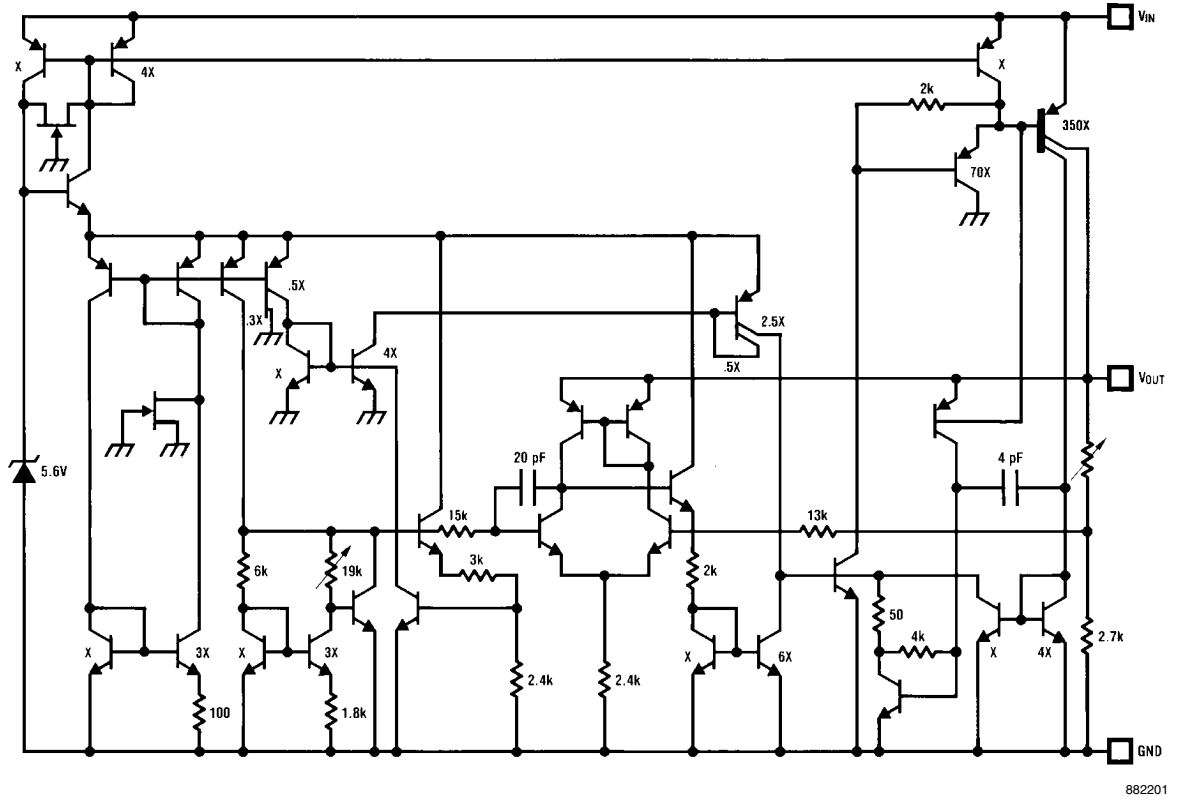 VIN
X
4X
X
2k
350X
70X
.5X
.3X
2.5X
4X
X
.5X
VOUT
5.6V
20 pF
4 pF
15k
13k
3k
6k
19k
2k
50
4k
2.7k
X
3X
X
3X
X
6X
X
4X
2.4k
2.4k
100
1.8k
GND
882201